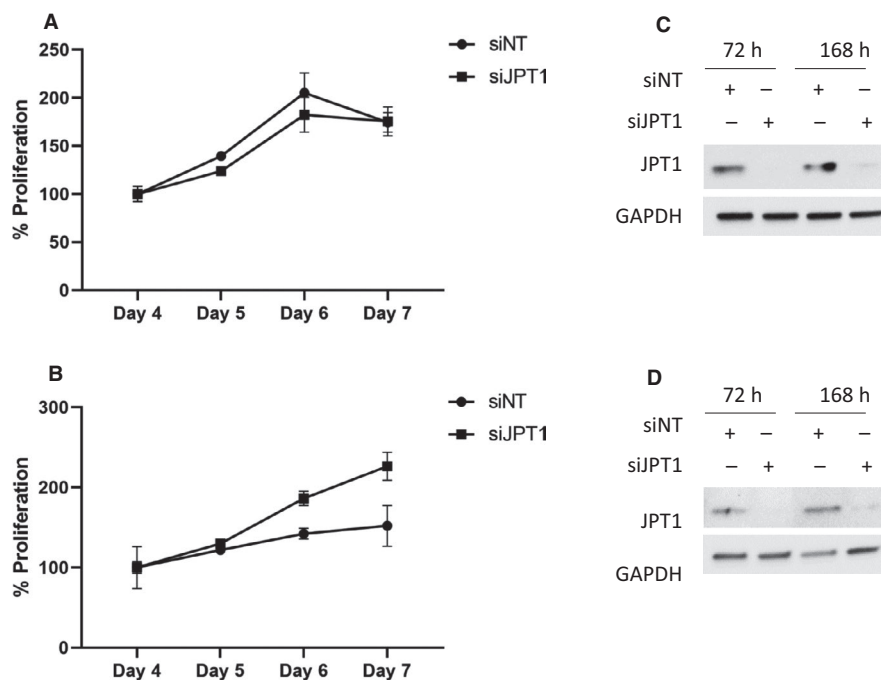 A
250
200
150
100
50
0
% Proliferation
Day 4 Day 5 Day 6 Day 7
siNT
siJPT1
B
300
200
100
0
% Proliferation
Day 4 Day 5 Day 6 Day 7
siNT
siJPT1
C
72 h 168 h
siNT + – + –
siJPT1 – + – +
JPT1
GAPDH
D
72 h 168 h
siNT + – + –
siJPT1 – + – +
JPT1
GAPDH